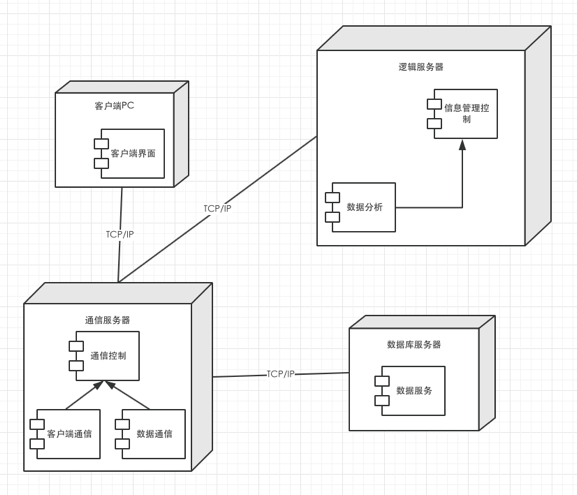 逻辑服务器
信息管理控
制
数据分析
客户端PC
客户端界面
TCP/IP
TCP/IP
通信服务器
通信控制
客户端通信
数据通信
TCP/IP
数据库服务器
数据服务